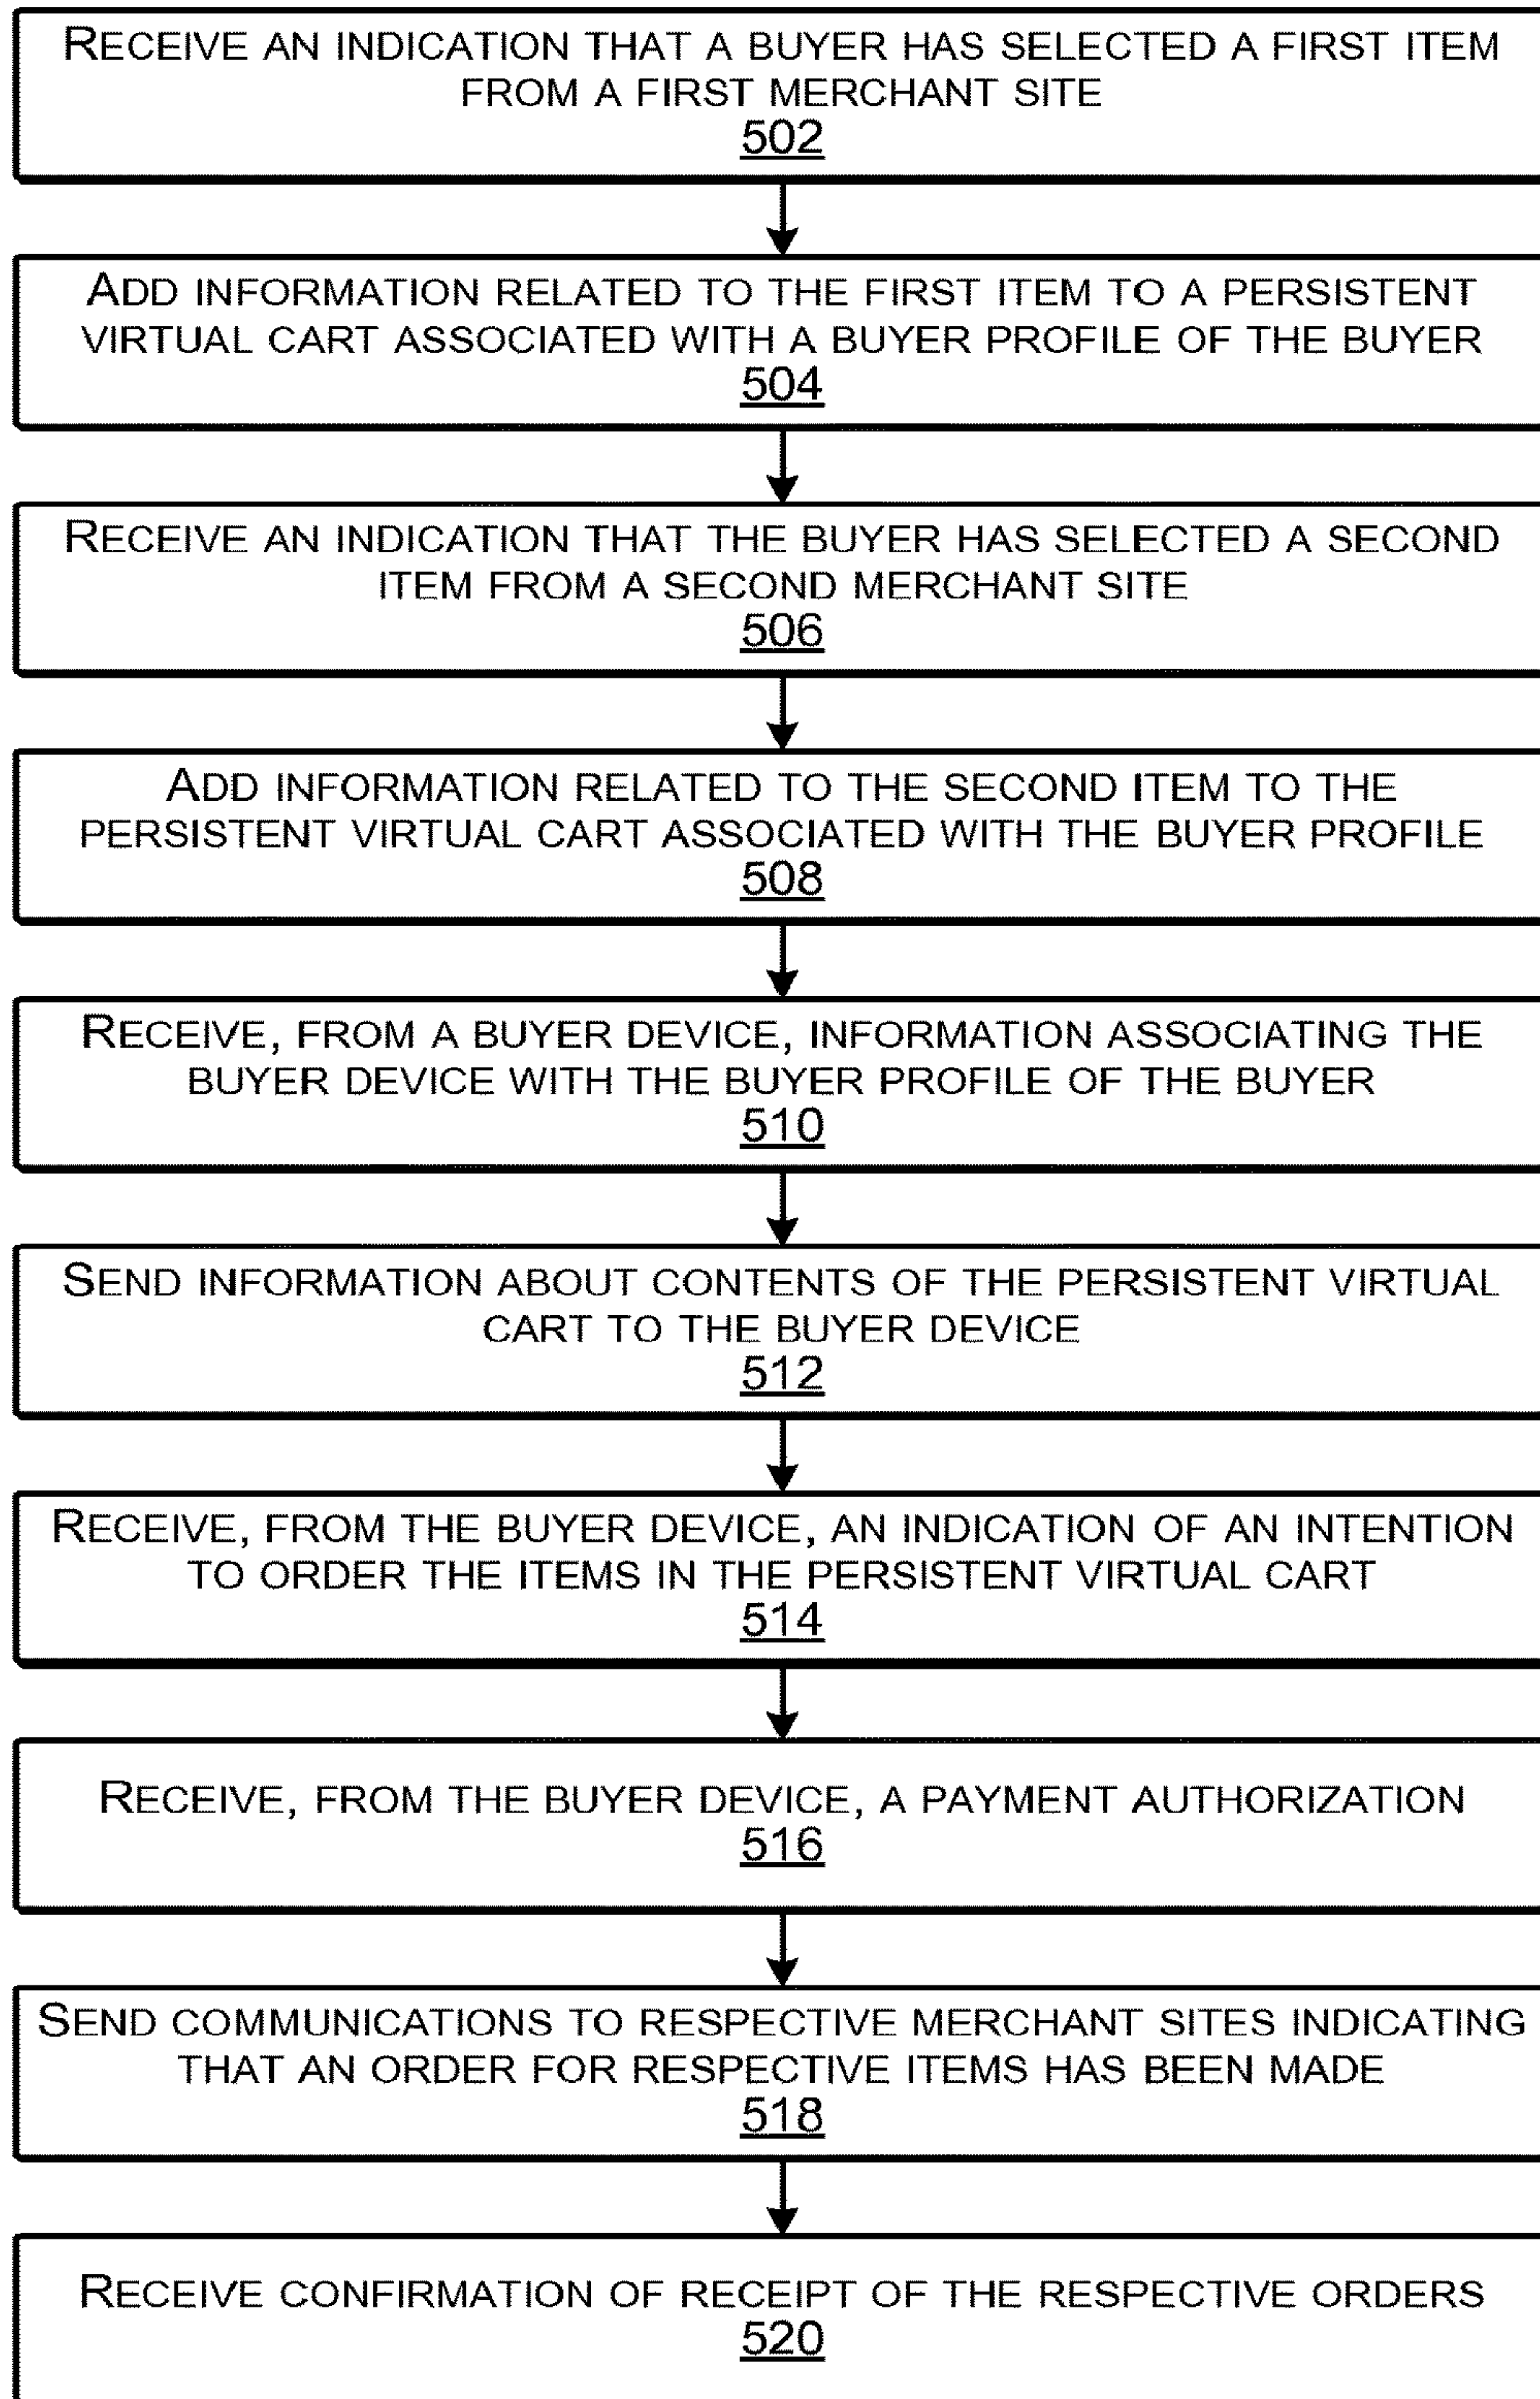 RECEIVE AN INDICATION THAT A BUYER HAS SELECTED A FIRST ITEM
FROM A FIRST MERCHANT SITE
502
ADD INFORMATION RELATED TO THE FIRST ITEM TO A PERSISTENT
VIRTUAL CART ASSOCIATED WITH A BUYER PROFILE OF THE BUYER
504
RECEIVE AN INDICATION THAT THE BUYER HAS SELECTED A SECOND
ITEM FROM A SECOND MERCHANT SITE
506
ADD INFORMATION RELATED TO THE SECOND ITEM TO THE
PERSISTENT VIRTUAL CART ASSOCIATED WITH THE BUYER PROFILE
508
RECEIVE, FROM A BUYER DEVICE, INFORMATION ASSOCIATING THE
BUYER DEVICE WITH THE BUYER PROFILE OF THE BUYER
510
SEND INFORMATION ABOUT CONTENTS OF THE PERSISTENT VIRTUAL
CART TO THE BUYER DEVICE
512
RECEIVE, FROM THE BUYER DEVICE, AN INDICATION OF AN INTENTION
TO ORDER THE ITEMS IN THE PERSISTENT VIRTUAL CART
514
RECEIVE, FROM THE BUYER DEVICE, A PAYMENT AUTHORIZATION
516
SEND COMMUNICATIONS TO RESPECTIVE MERCHANT SITES INDICATING
THAT AN ORDER FOR RESPECTIVE ITEMS HAS BEEN MADE
518
RECEIVE CONFIRMATION OF RECEIPT OF THE RESPECTIVE ORDERS
520